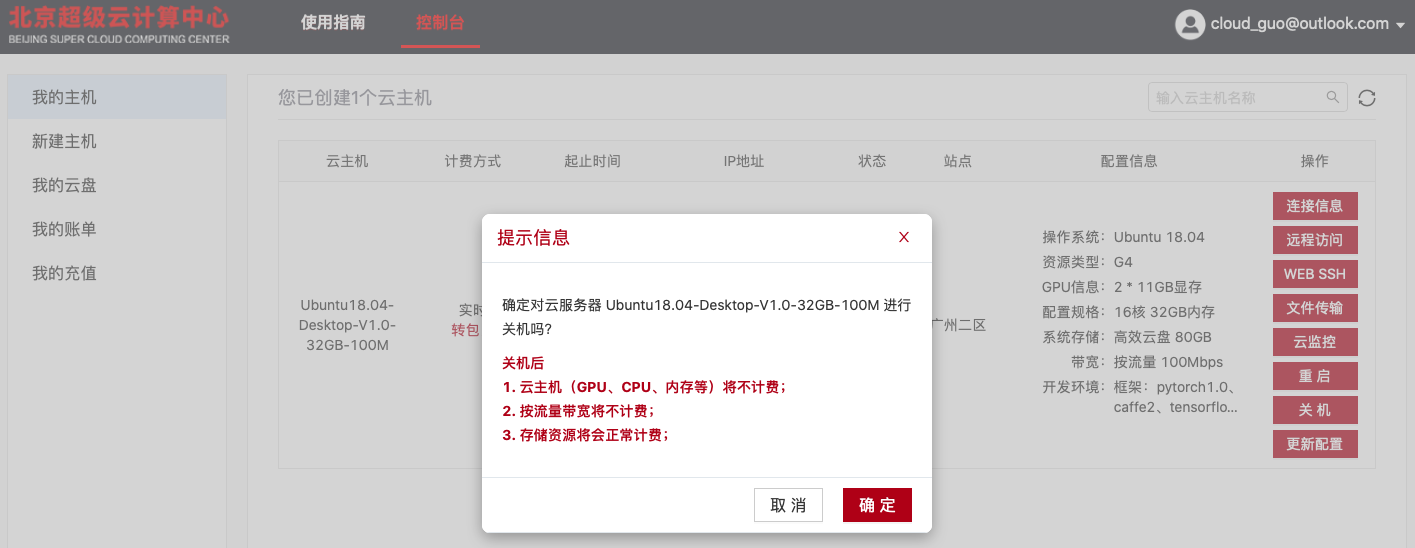 北京超级云计算中心
BEIJING SUPER CLOUD COMPUTING CENTER
使用指南
控制台
cloud_guo@outlook.com
我的主机
新建主机
我的云盘
我的账单
我的充值
您已创建1个云主机
输入云主机名称
云主机
计费方式
起止时间
IP地址
状态
站点
配置信息
操作
Ubuntu18.04-
Desktop-V1.0-
32GB-100M
实时
转包
广州二区
操作系统：Ubuntu 18.04
资源类型：G4
GPU信息：2 * 11GB显存
配置规格：16核 32GB内存
系统存储：高效云盘 80GB
带宽：按流量 100Mbps
开发环境：框架：pytorch1.0、
caffe2、tensorflo...
连接信息
远程访问
WEB SSH
文件传输
云监控
重 启
关 机
更新配置
提示信息
X
确定对云服务器 Ubuntu18.04-Desktop-V1.0-32GB-100M 进行
关机吗?
关机后
1. 云主机（GPU、CPU、内存等）将不计费；
2. 按流量带宽将不计费；
3. 存储资源将会正常计费；
取 消
确 定